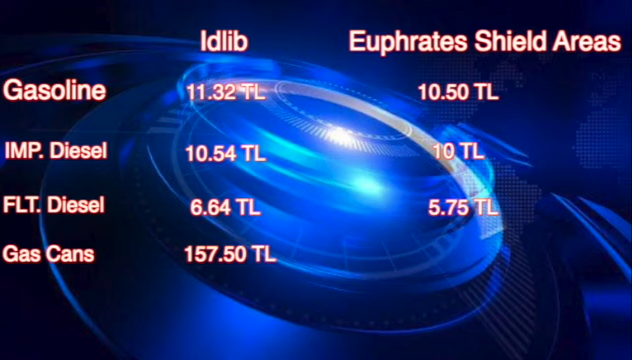 Idlib Euphrates Shield Areas
Gasoline 11.32 TL 10.50 TL
IMP. Diesel 10.54 TL 10 TL
FLT. Diesel 6.64 TL 5.75 TL
Gas Cans 157.50 TL